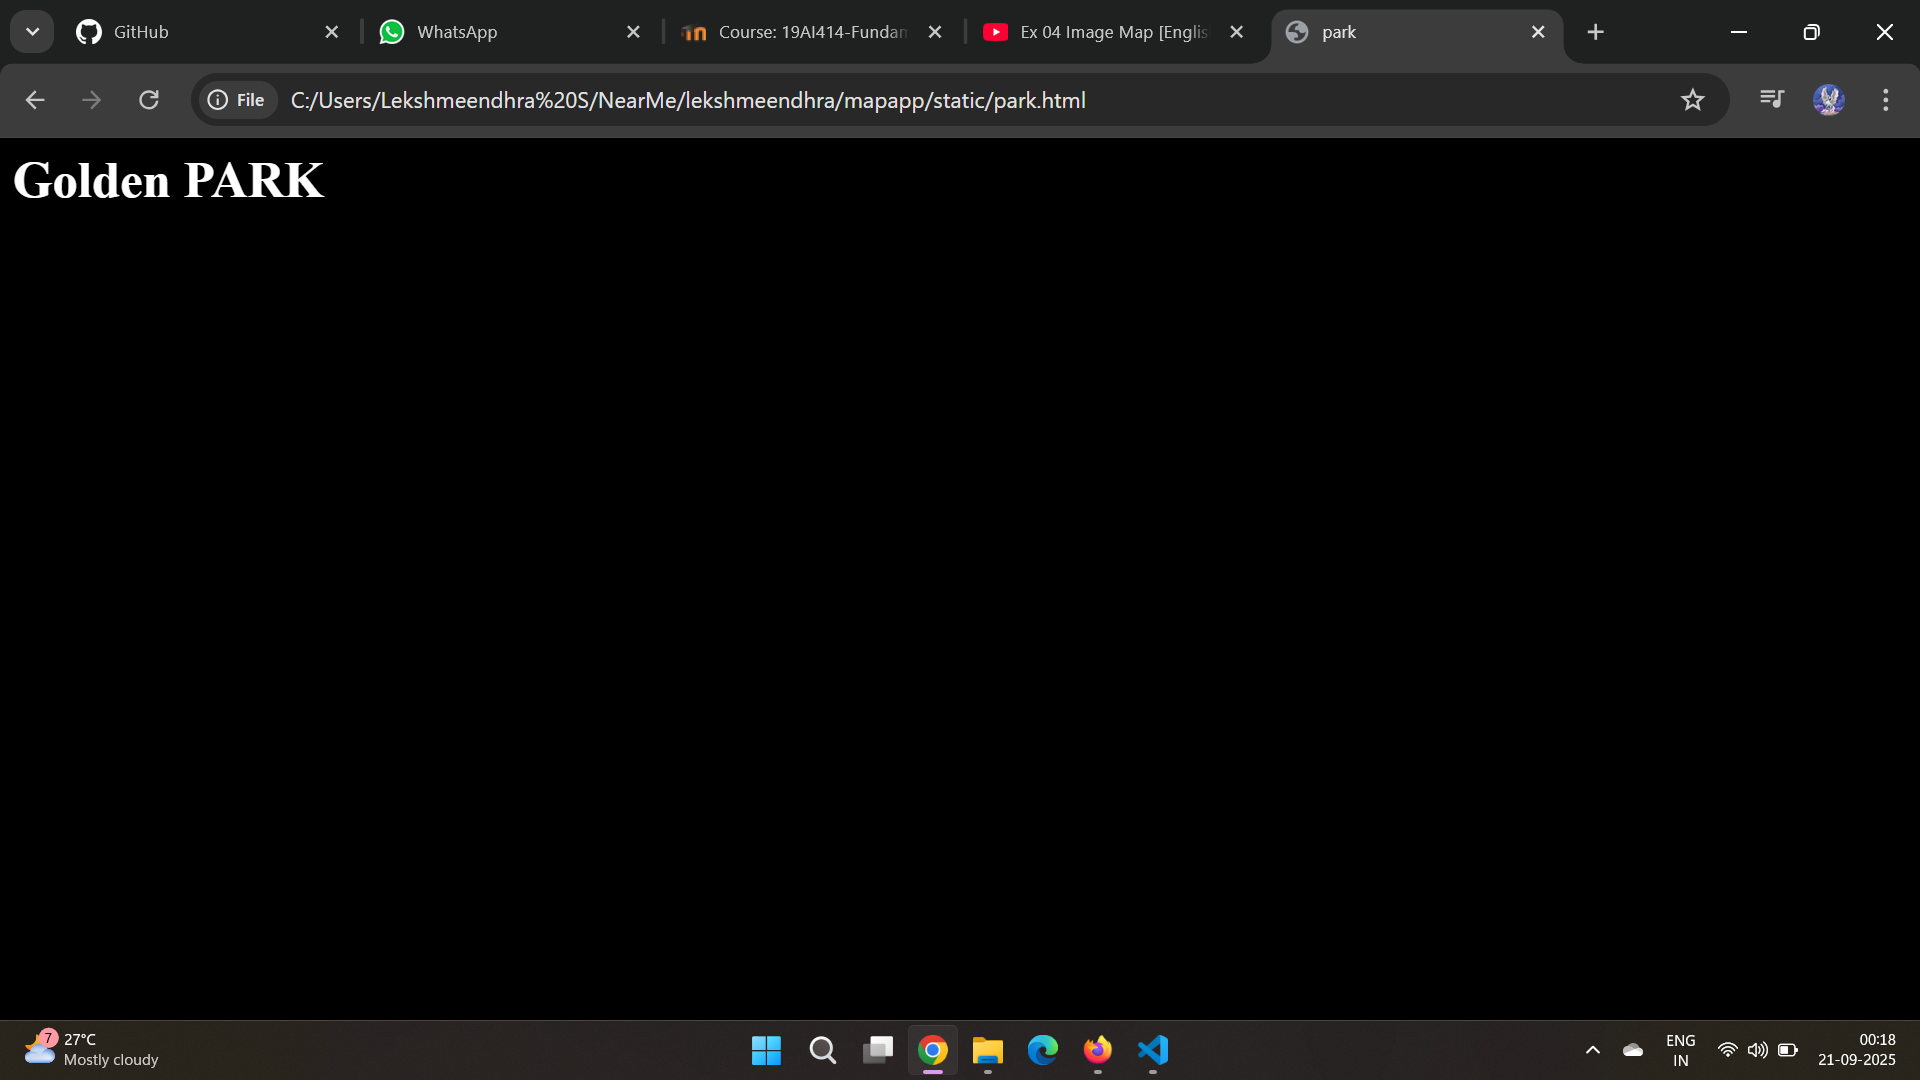 GitHub
WhatsApp
Course: 19AI414-Fundam
Ex 04 Image Map [Englis
park
File
C:/Users/Lekshmeendhra%20S/NearMe/lekshmeendhra/mapapp/static/park.html
Golden PARK
7
27°C
Mostly cloudy
ENG
IN
00:18
21-09-2025